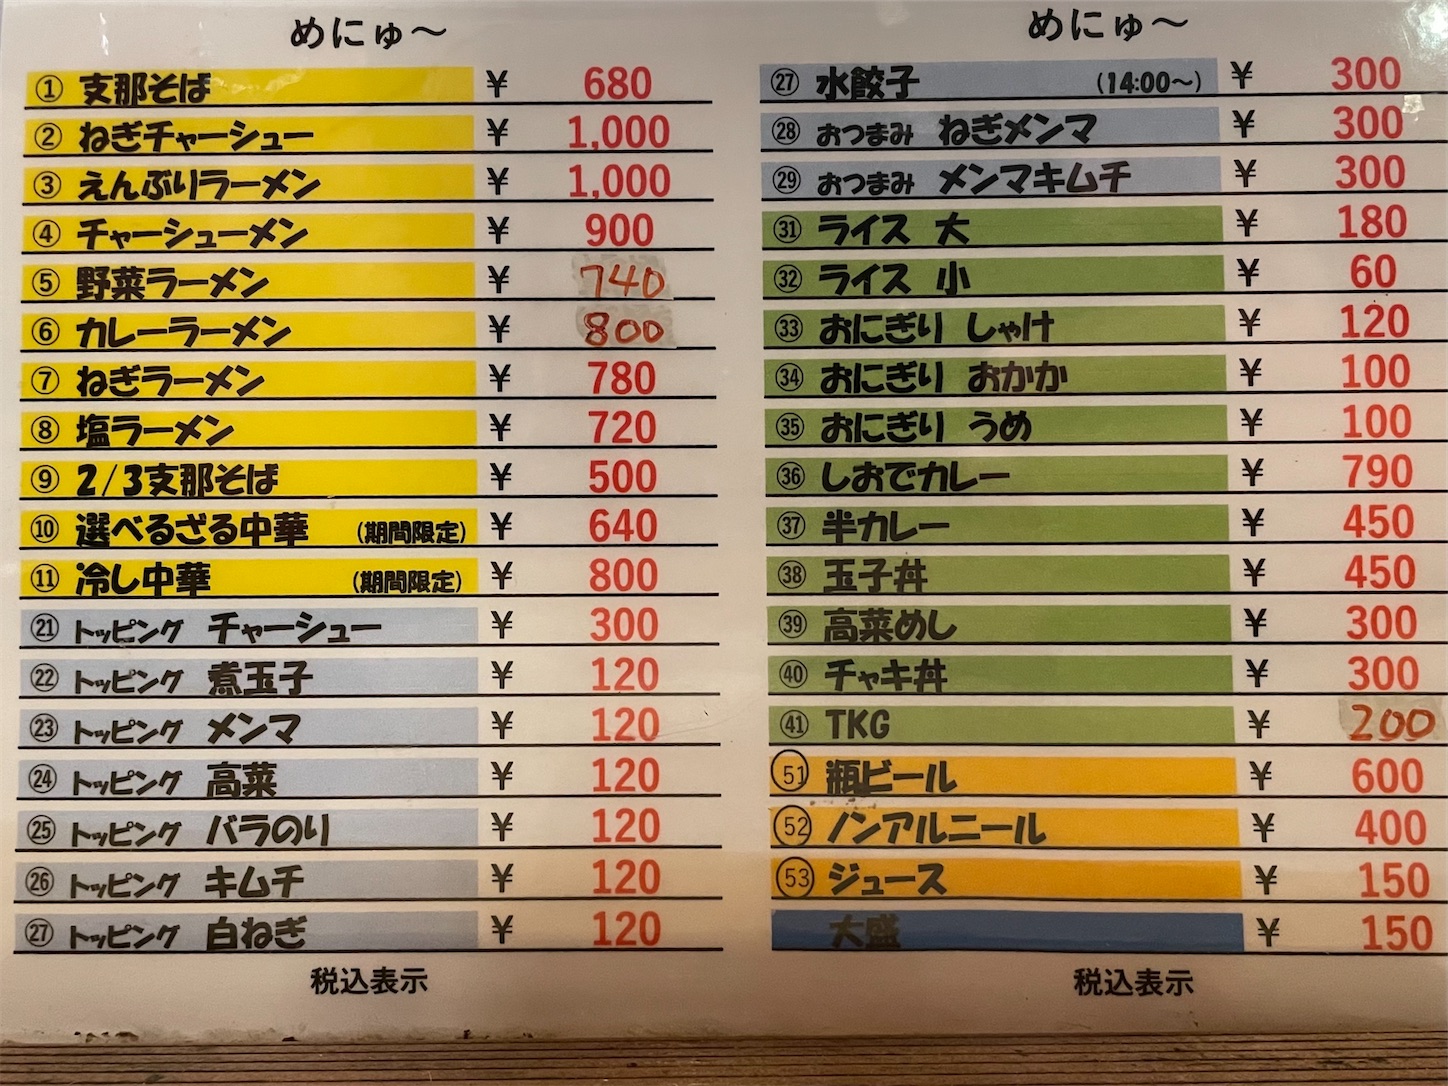 めにゅ〜
① 支那そば ¥ 680
② ねぎチャーシュー ¥ 1,000
③ えんぶりラーメン ¥ 1,000
④ チャーシューメン ¥ 900
⑤ 野菜ラーメン ¥ 740
⑥ カレーラーメン ¥ 800
⑦ ねぎラーメン ¥ 780
⑧ 塩ラーメン ¥ 720
⑨ 2/3支那そば ¥ 500
⑩ 選べるざる中華 (期間限定) ¥ 640
⑪ 冷し中華 (期間限定) ¥ 800
㉑ トッピング チャーシュー ¥ 300
㉒ トッピング 煮玉子 ¥ 120
㉓ トッピング メンマ ¥ 120
㉔ トッピング 高菜 ¥ 120
㉕ トッピング バラのり ¥ 120
㉖ トッピング キムチ ¥ 120
㉗ トッピング 白ねぎ ¥ 120
税込表示
めにゅ〜
㉗ 水餃子 (14:00〜) ¥ 300
㉘ おつまみ ねぎメンマ ¥ 300
㉙ おつまみ メンマキムチ ¥ 300
㉛ ライス 大 ¥ 180
㉜ ライス 小 ¥ 60
㉝ おにぎり しゃけ ¥ 120
㉞ おにぎり おかか ¥ 100
㉟ おにぎり うめ ¥ 100
㊱ しおでカレー ¥ 790
㊲ 半カレー ¥ 450
㊳ 玉子丼 ¥ 450
㊴ 高菜めし ¥ 300
㊵ チャキ丼 ¥ 300
㊶ TKG ¥ 200
51 瓶ビール ¥ 600
52 ノンアルニール ¥ 400
53 ジュース ¥ 150
大盛 ¥ 150
税込表示